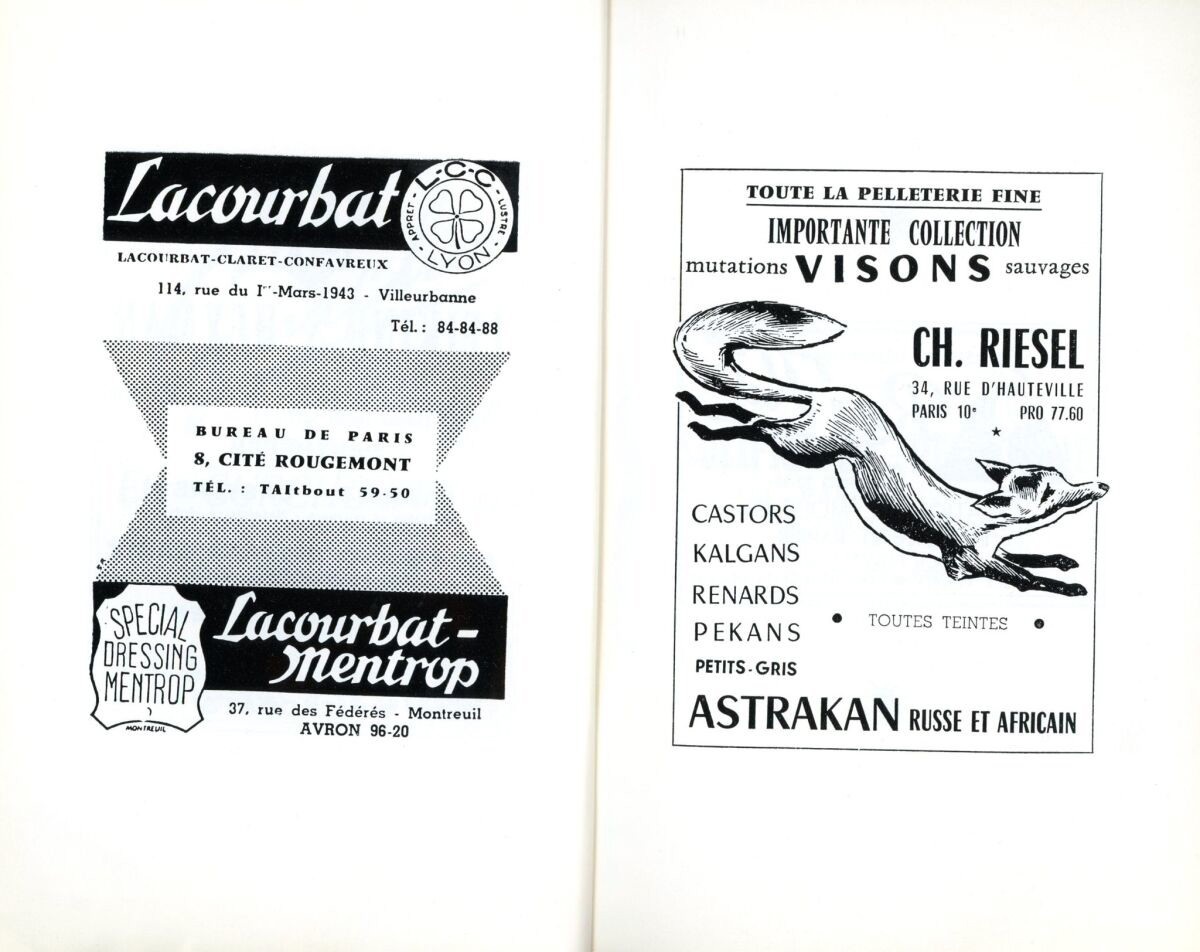 Lacourbat
L-C-C
APPRET - LUSTRE
LYON
LACOURBAT-CLARET-CONFAVREUX
114, rue du 1er-Mars-1943 - Villeurbanne
Tél.: 84-84-88
BUREAU DE PARIS
8, CITÉ ROUGEMONT
TÉL. : TAItbout 59-50
SPECIAL
DRESSING
MENTROP
MONTREUIL
Lacourbat-
Mentrop
37, rue des Fédérés - Montreuil
AVRON 96-20
TOUTE LA PELLETERIE FINE
IMPORTANTE COLLECTION
mutations VISONS sauvages
CH. RIESEL
34, RUE D'HAUTEVILLE
PARIS 10e PRO 77.60
CASTORS
KALGANS
RENARDS
PEKANS
• TOUTES TEINTES •
PETITS-GRIS
ASTRAKAN RUSSE ET AFRICAIN